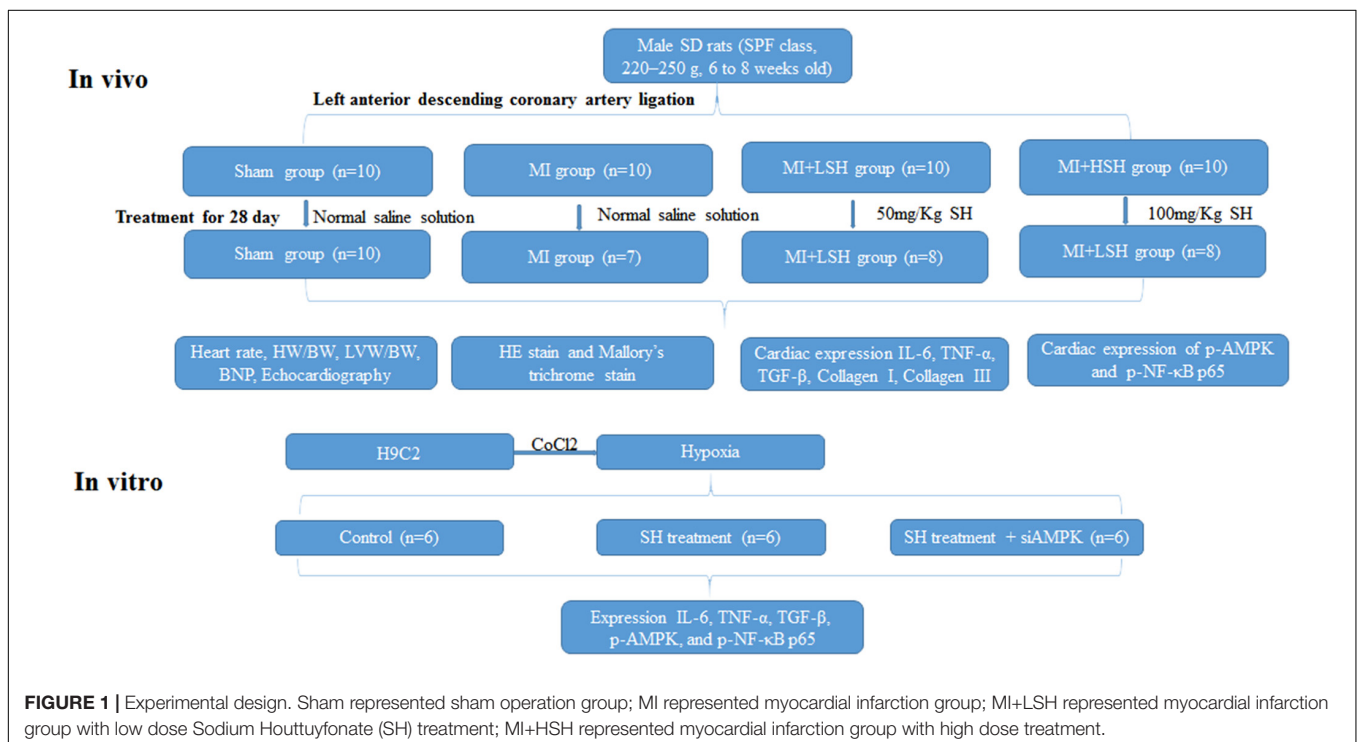 Male SD rats (SPF class,
220–250 g, 6 to 8 weeks old)
In vivo
Left anterior descending coronary artery ligation
Sham group (n=10)
MI group (n=10)
MI+LSH group (n=10)
MI+HSH group (n=10)
Treatment for 28 day
Normal saline solution
Normal saline solution
50mg/Kg SH
100mg/Kg SH
Sham group (n=10)
MI group (n=7)
MI+LSH group (n=8)
MI+LSH group (n=8)
Heart rate, HW/BW, LVW/BW,
BNP, Echocardiography
HE stain and Mallory's
trichrome stain
Cardiac expression IL-6, TNF-α,
TGF-β, Collagen I, Collagen III
Cardiac expression of p-AMPK
and p-NF-κB p65
In vitro
H9C2
CoCl2
Hypoxia
Control (n=6)
SH treatment (n=6)
SH treatment + siAMPK (n=6)
Expression IL-6, TNF-α, TGF-β,
p-AMPK, and p-NF-κB p65
FIGURE 1 | Experimental design. Sham represented sham operation group; MI represented myocardial infarction group; MI+LSH represented myocardial infarction
group with low dose Sodium Houttuyfonate (SH) treatment; MI+HSH represented myocardial infarction group with high dose treatment.